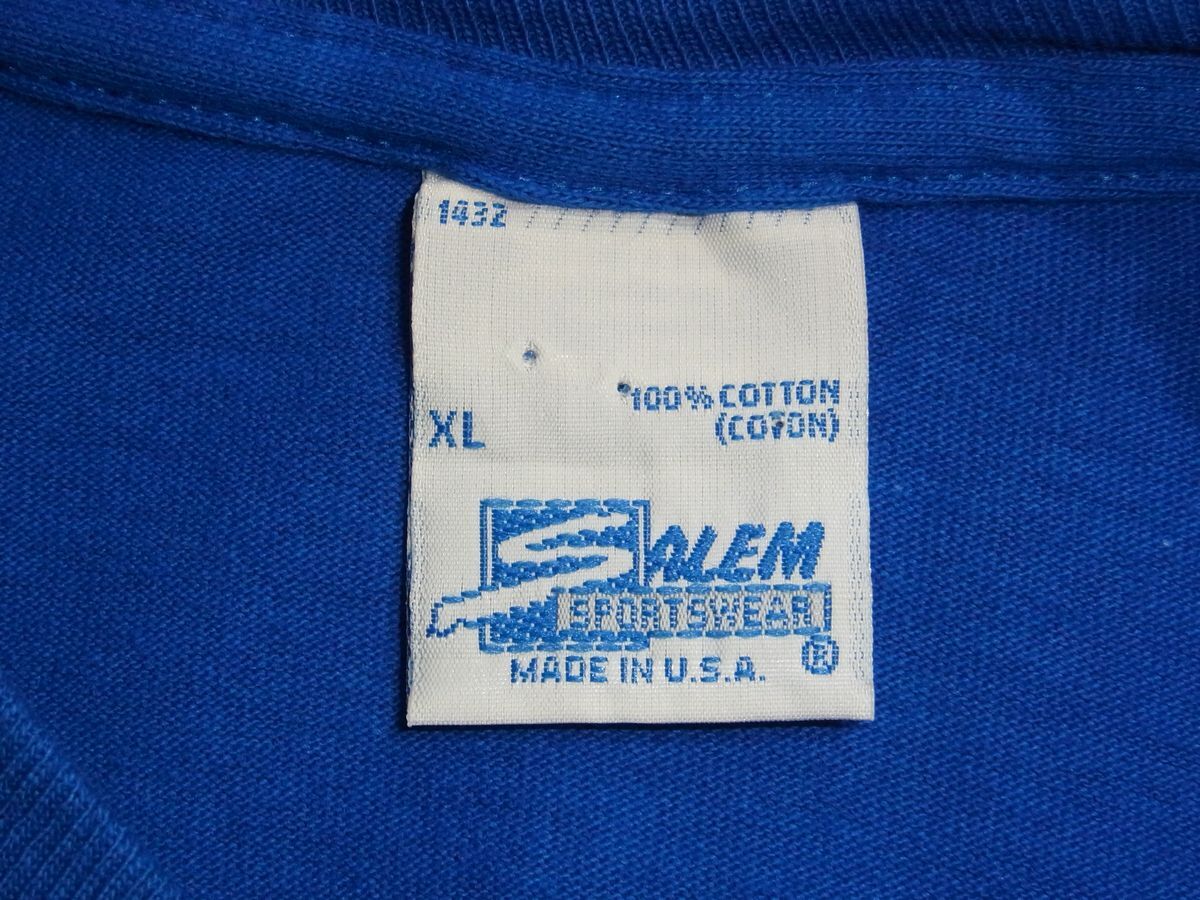 1432
100% COTTON
XL
(COTON)
SALEM
SPORTSWEAR
®
MADE IN U.S.A.